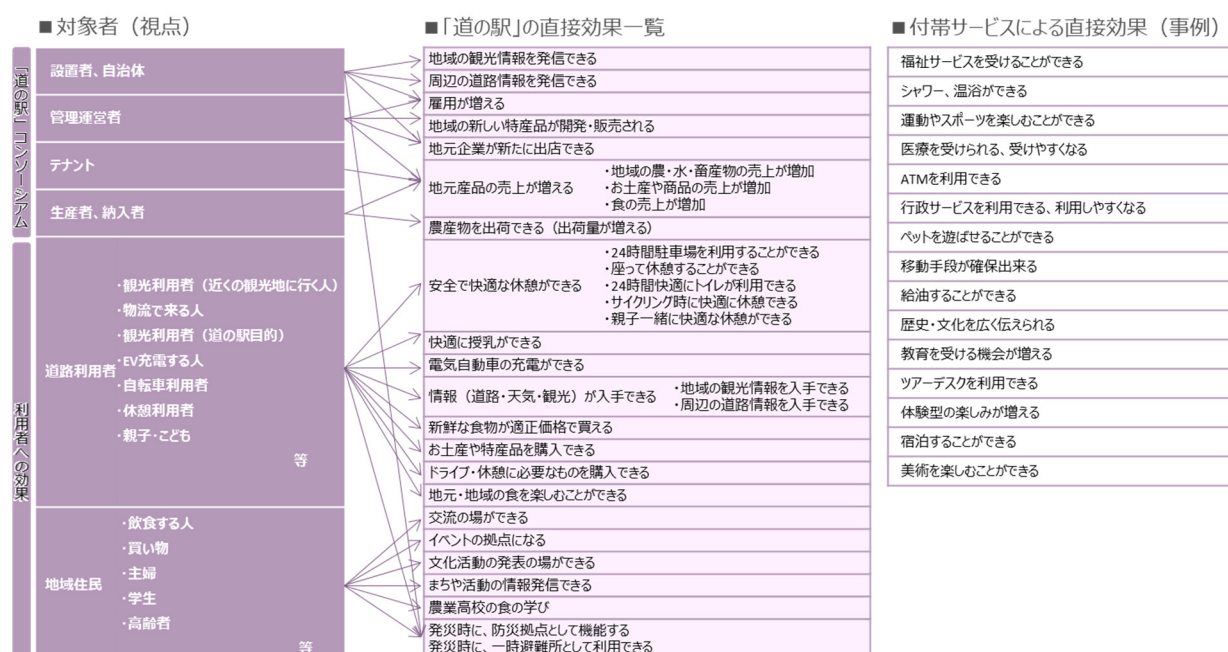 ■対象者（視点）
「道の駅」コンソーシアム
設置者、自治体
管理運営者
テナント
生産者、納入者
利用者への効果
道路利用者
・観光利用者（近くの観光地に行く人）
・物流で来る人
・観光利用者（道の駅目的）
・EV充電する人
・自転車利用者
・休憩利用者
・親子・こども
等
地域住民
・飲食する人
・買い物
・主婦
・学生
・高齢者
等
■「道の駅」の直接効果一覧
地域の観光情報を発信できる
周辺の道路情報を発信できる
雇用が増える
地域の新しい特産品が開発・販売される
地元企業が新たに出店できる
地元産品の売上が増える
・地域の農・水・畜産物の売上が増加
・お土産や商品の売上が増加
・食の売上が増加
農産物を出荷できる（出荷量が増える）
安全で快適な休憩ができる
・24時間駐車場を利用することができる
・座って休憩することができる
・24時間快適にトイレが利用できる
・サイクリング時に快適に休憩できる
・親子一緒に快適な休憩ができる
快適に授乳ができる
電気自動車の充電ができる
情報（道路・天気・観光）が入手できる
・地域の観光情報を入手できる
・周辺の道路情報を入手できる
新鮮な食物が適正価格で買える
お土産や特産品を購入できる
ドライブ・休憩に必要なものを購入できる
地元・地域の食を楽しむことができる
交流の場ができる
イベントの拠点になる
文化活動の発表の場ができる
まちや活動の情報発信できる
農業高校の食の学び
発災時に、防災拠点として機能する
発災時に、一時避難所として利用できる
■付帯サービスによる直接効果（事例）
福祉サービスを受けることができる
シャワー、温浴ができる
運動やスポーツを楽しむことができる
医療を受けられる、受けやすくなる
ATMを利用できる
行政サービスを利用できる、利用しやすくなる
ペットを遊ばせることができる
移動手段が確保出来る
給油することができる
歴史・文化を広く伝えられる
教育を受ける機会が増える
ツアーデスクを利用できる
体験型の楽しみが増える
宿泊することができる
美術を楽しむことができる